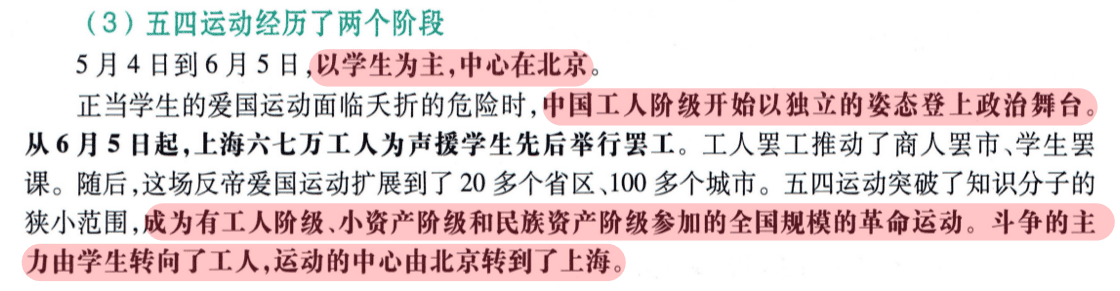 （3）五四运动经历了两个阶段
5月4日到6月5日，以学生为主，中心在北京。
正当学生的爱国运动面临夭折的危险时，中国工人阶级开始以独立的姿态登上政治舞台。
从6月5日起，上海六七万工人为声援学生先后举行罢工。工人罢工推动了商人罢市、学生罢
课。随后，这场反帝爱国运动扩展到了20多个省区、100多个城市。五四运动突破了知识分子的
狭小范围，成为有工人阶级、小资产阶级和民族资产阶级参加的全国规模的革命运动。斗争的主
力由学生转向了工人，运动的中心由北京转到了上海。